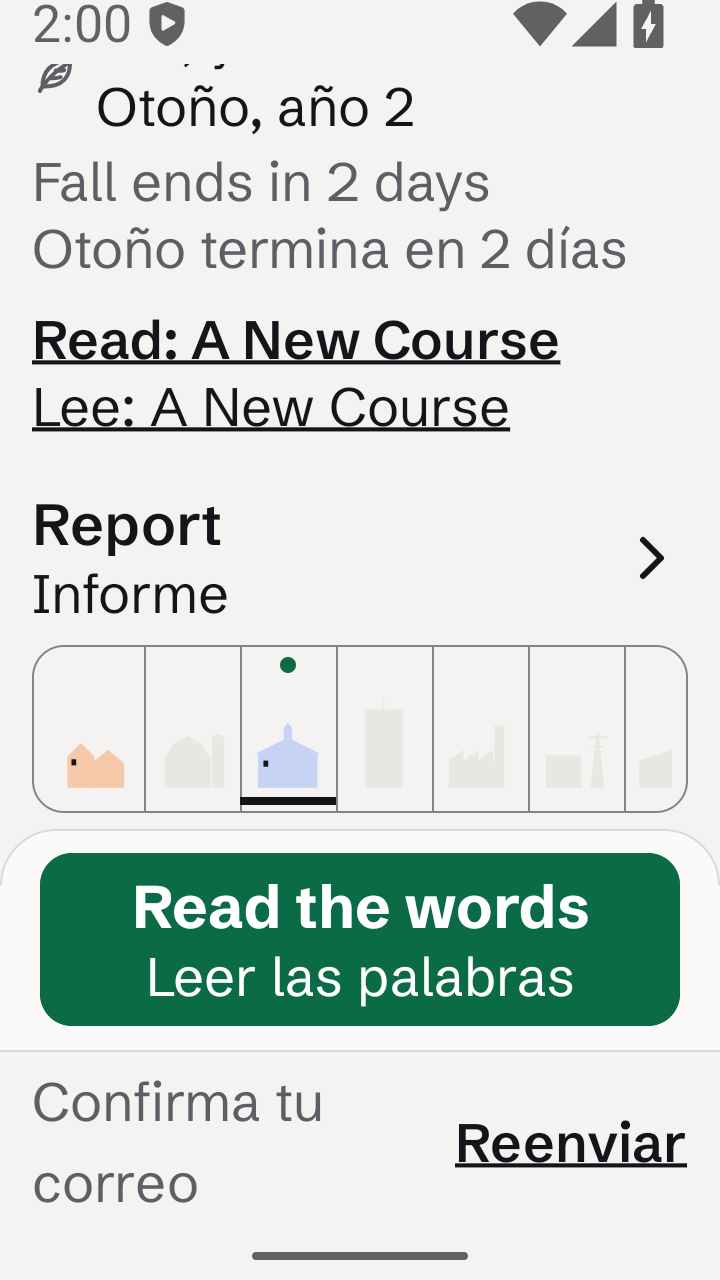 2:00
Otoño, año 2
Fall ends in 2 days
Otoño termina en 2 días
Read: A New Course
Lee: A New Course
Report
Informe
Read the words
Leer las palabras
Confirma tu
correo
Reenviar